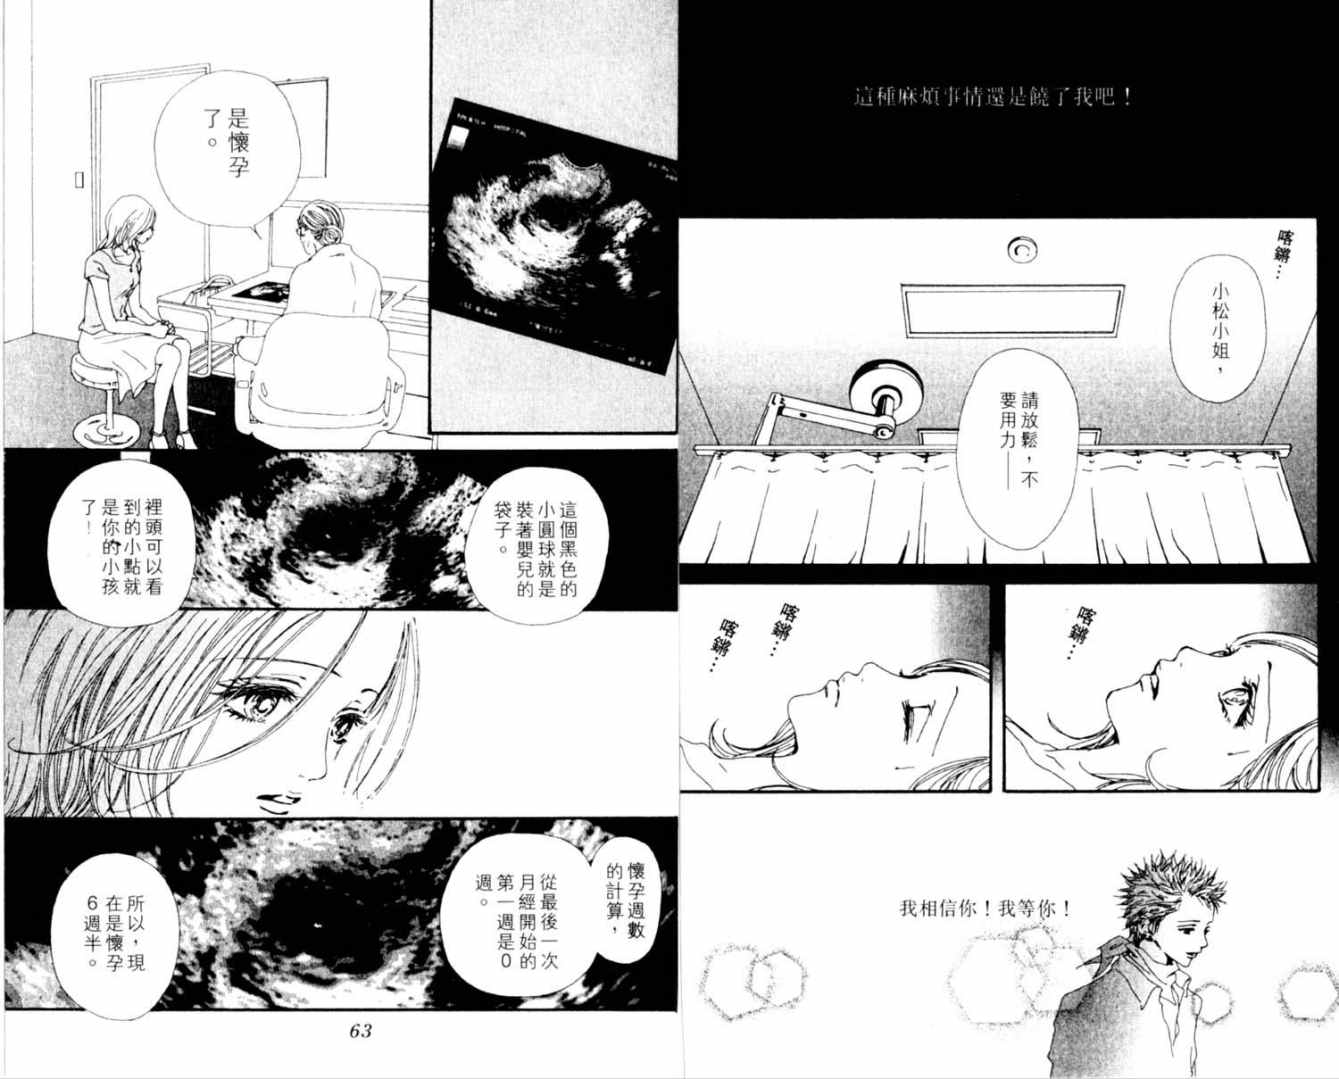 這種麻煩事情還是饒了我吧！
喀鏘…
小松小姐，
請放鬆，不
要用力——
喀鏘…
喀鏘…
喀鏘…
我相信你！我等你！
是懷孕
了。
這個黑色的
小圓球就是
裝著嬰兒的
袋子。
裡頭可以看
到的小點就
是你的小孩
了！
懷孕週數
的計算，
從最後一次
月經開始的
第一週是0
週。
所以，現
在是懷孕
6週半。
63